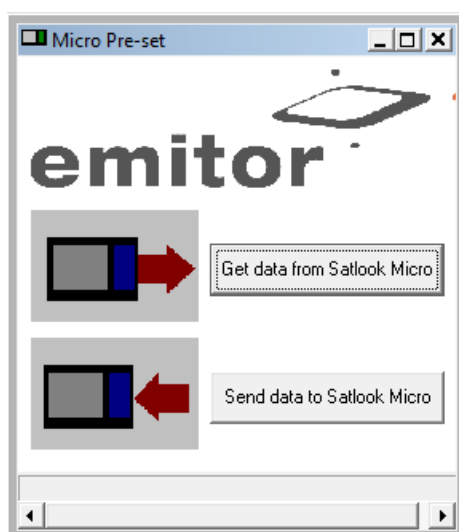 Micro Pre-set
emitor
Get data from Satlook Micro
Send data to Satlook Micro